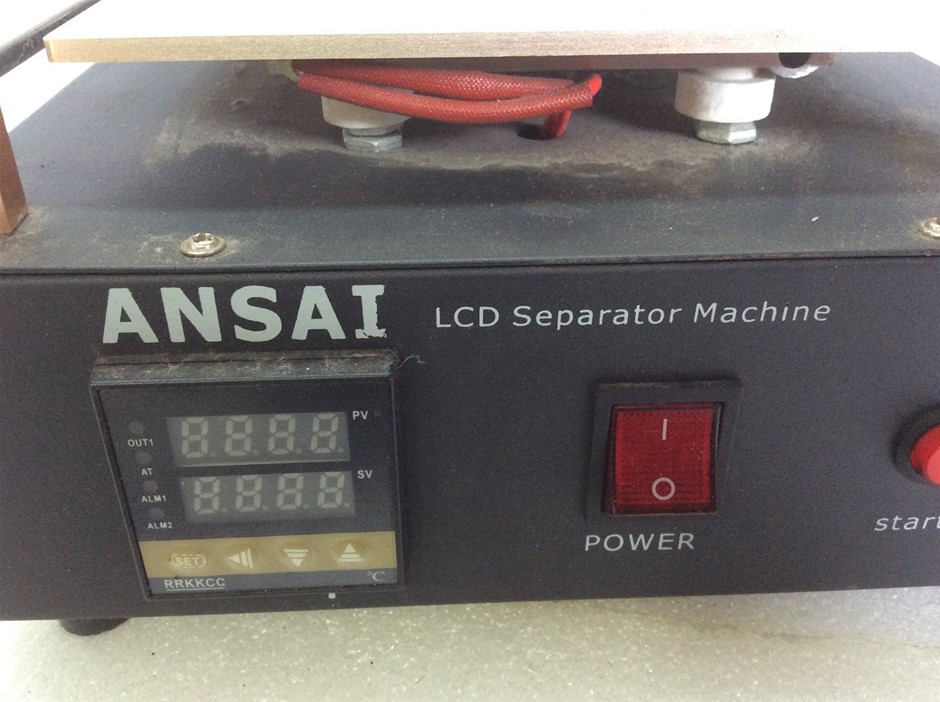 ANSAI LCD Separator Machine
PV
OUT1
AT
SV
ALM1
ALM2
SET
RRKKCC
°C
I
O
POWER
start